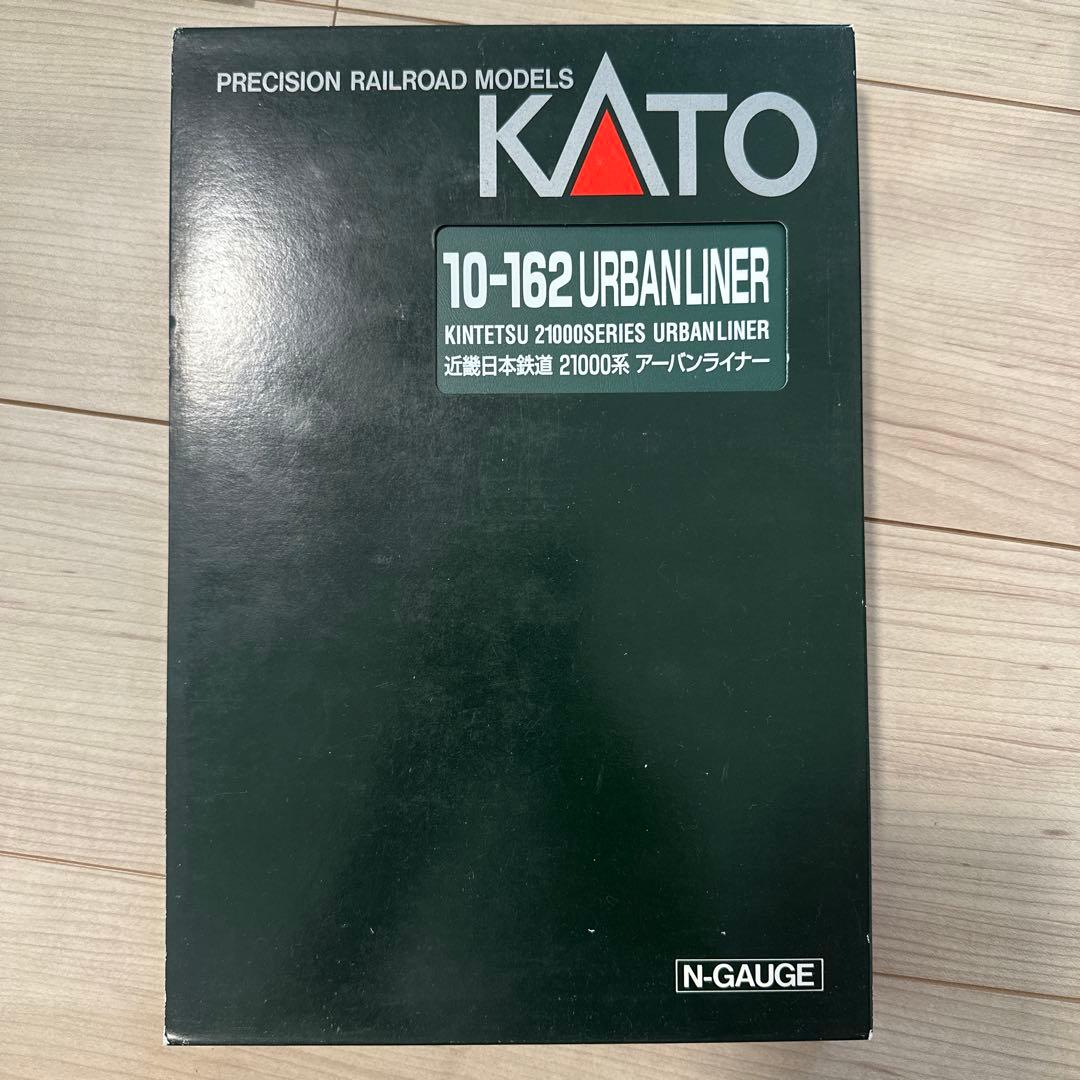 PRECISION RAILROAD MODELS
KATO
10-162 URBAN LINER
KINTETSU 21000SERIES URBAN LINER
近畿日本鉄道 21000系 アーバンライナー
N-GAUGE